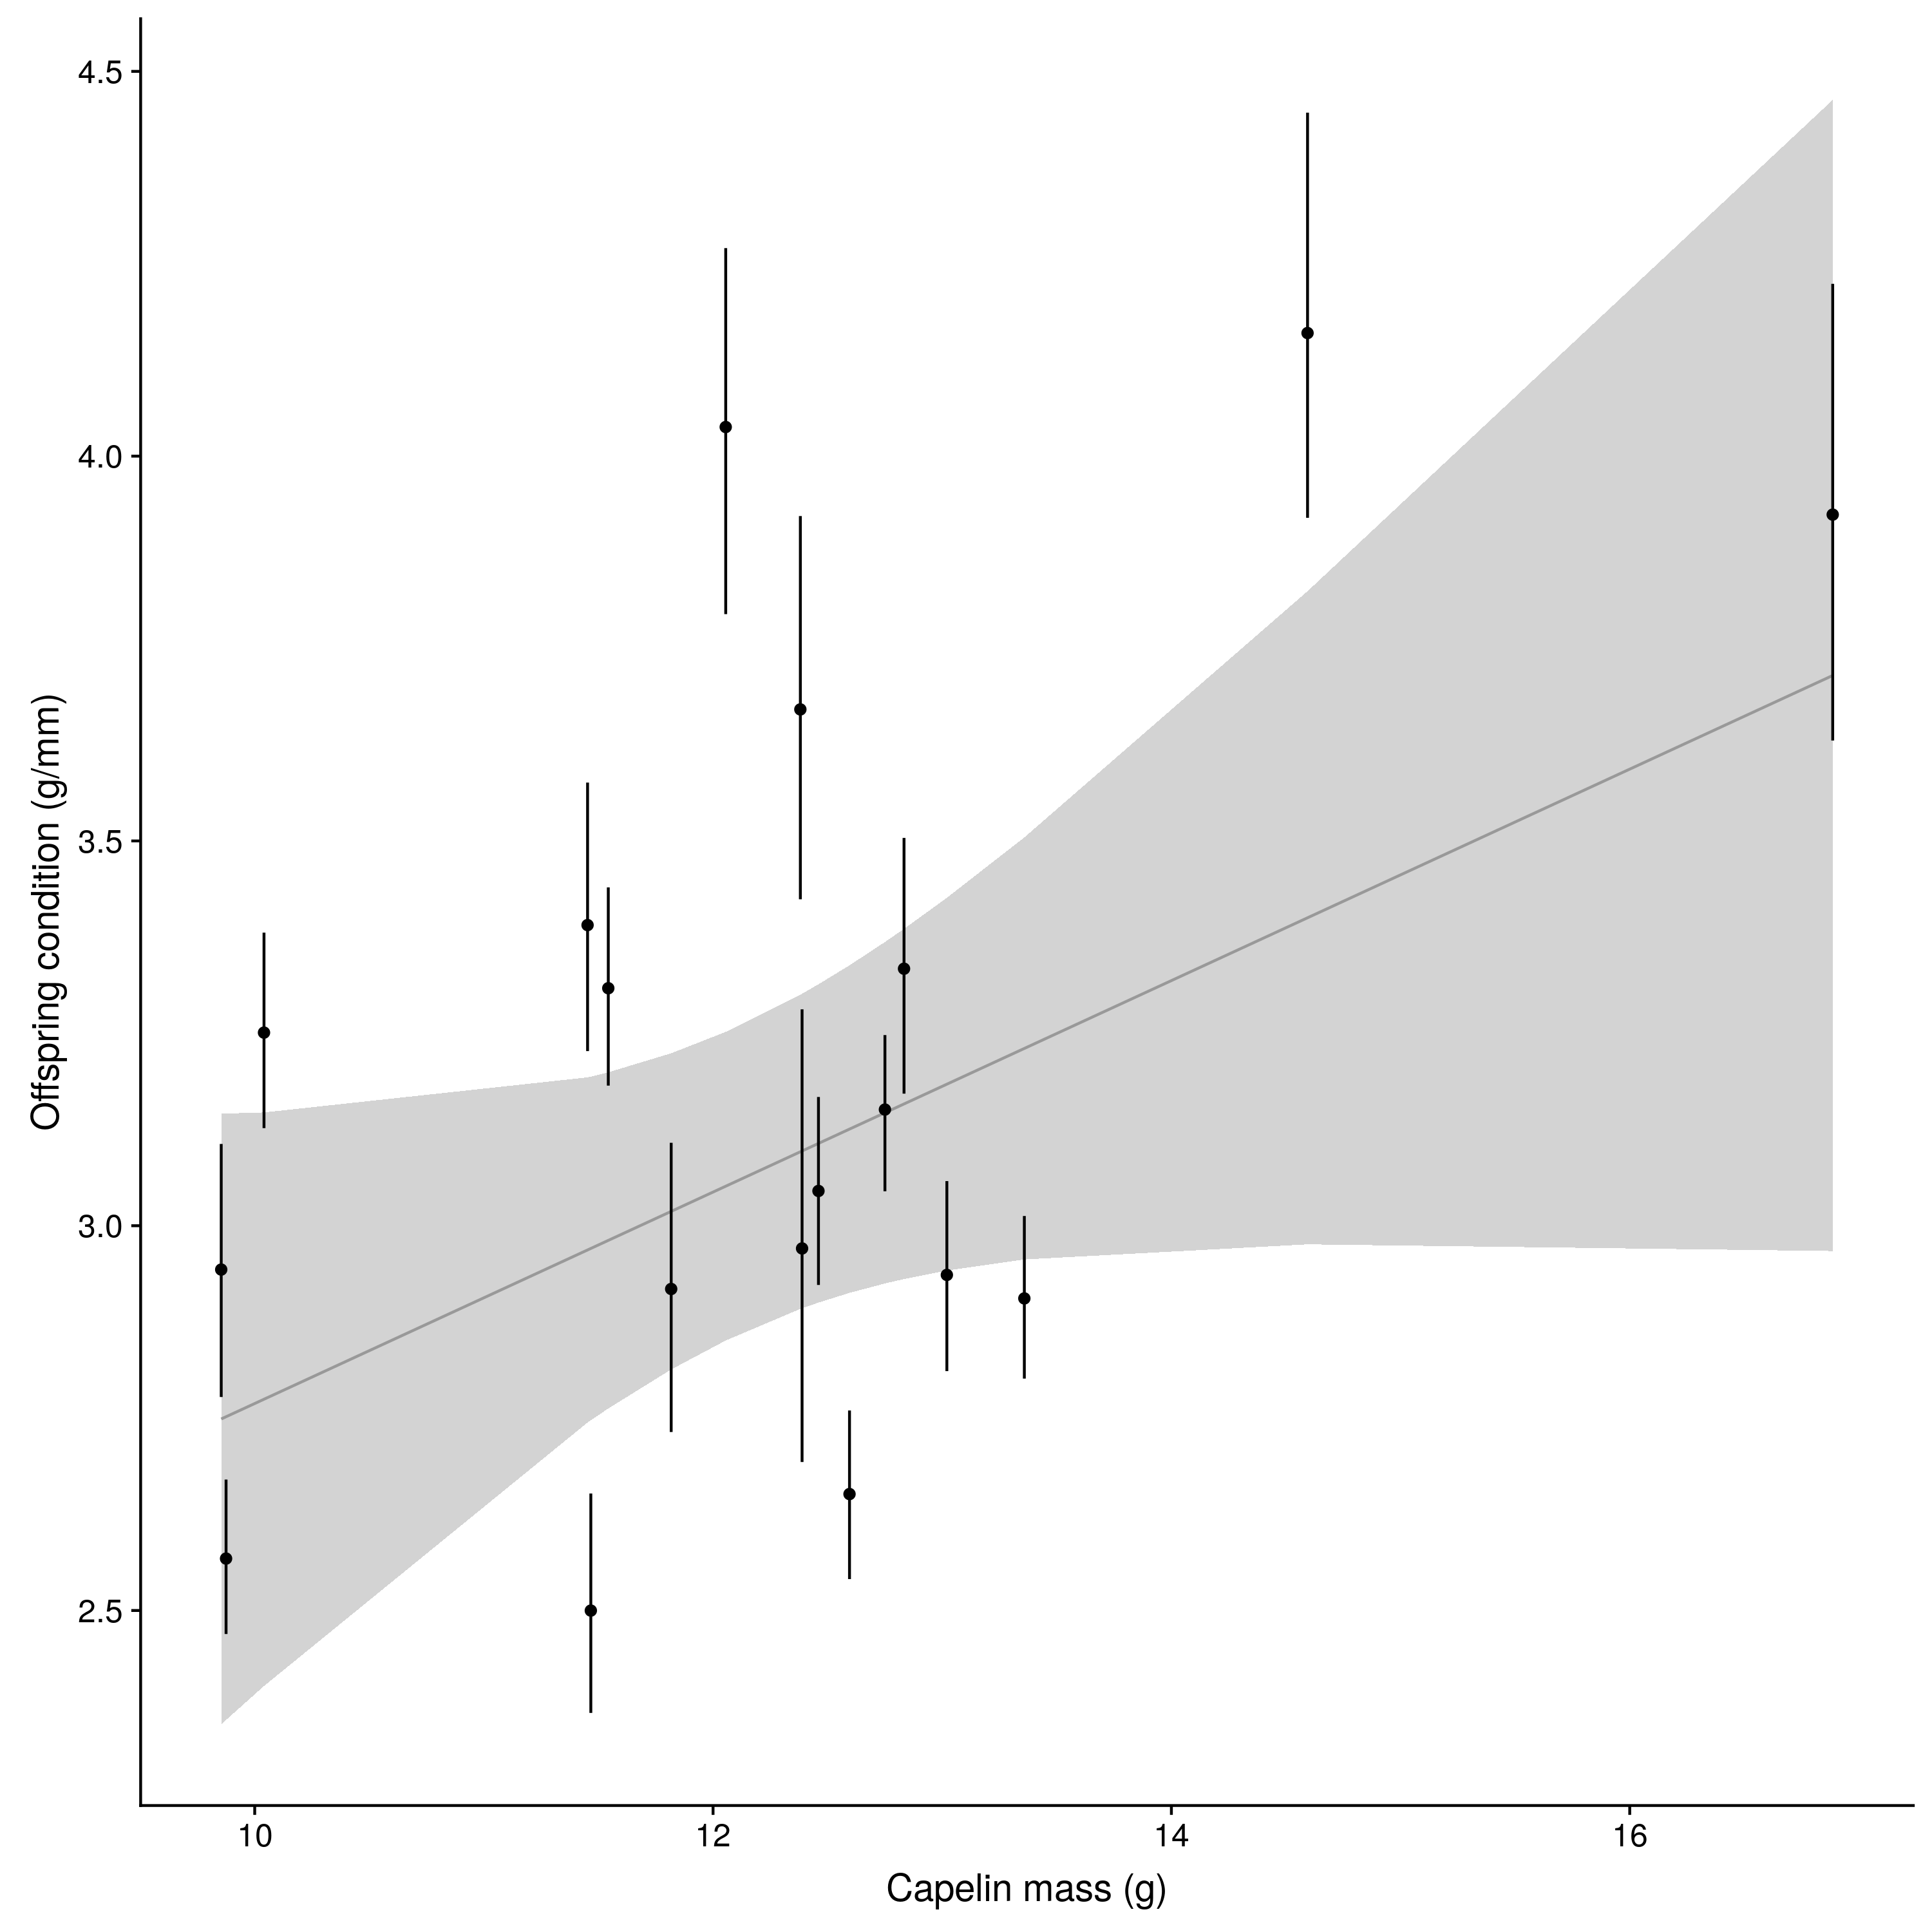 4.5
4.0
3.5
3.0
2.5
Offspring condition (g/mm)
10 12 14 16
Capelin mass (g)